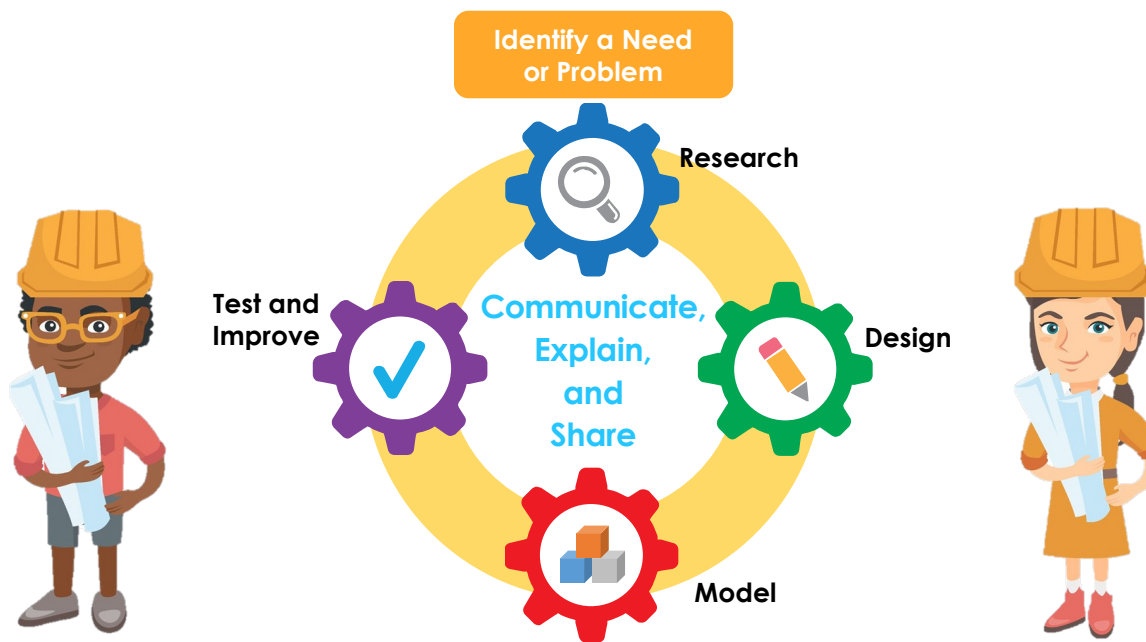 Identify a Need
or Problem
Research
Test and
Improve
Communicate,
Explain,
and
Share
Design
Model